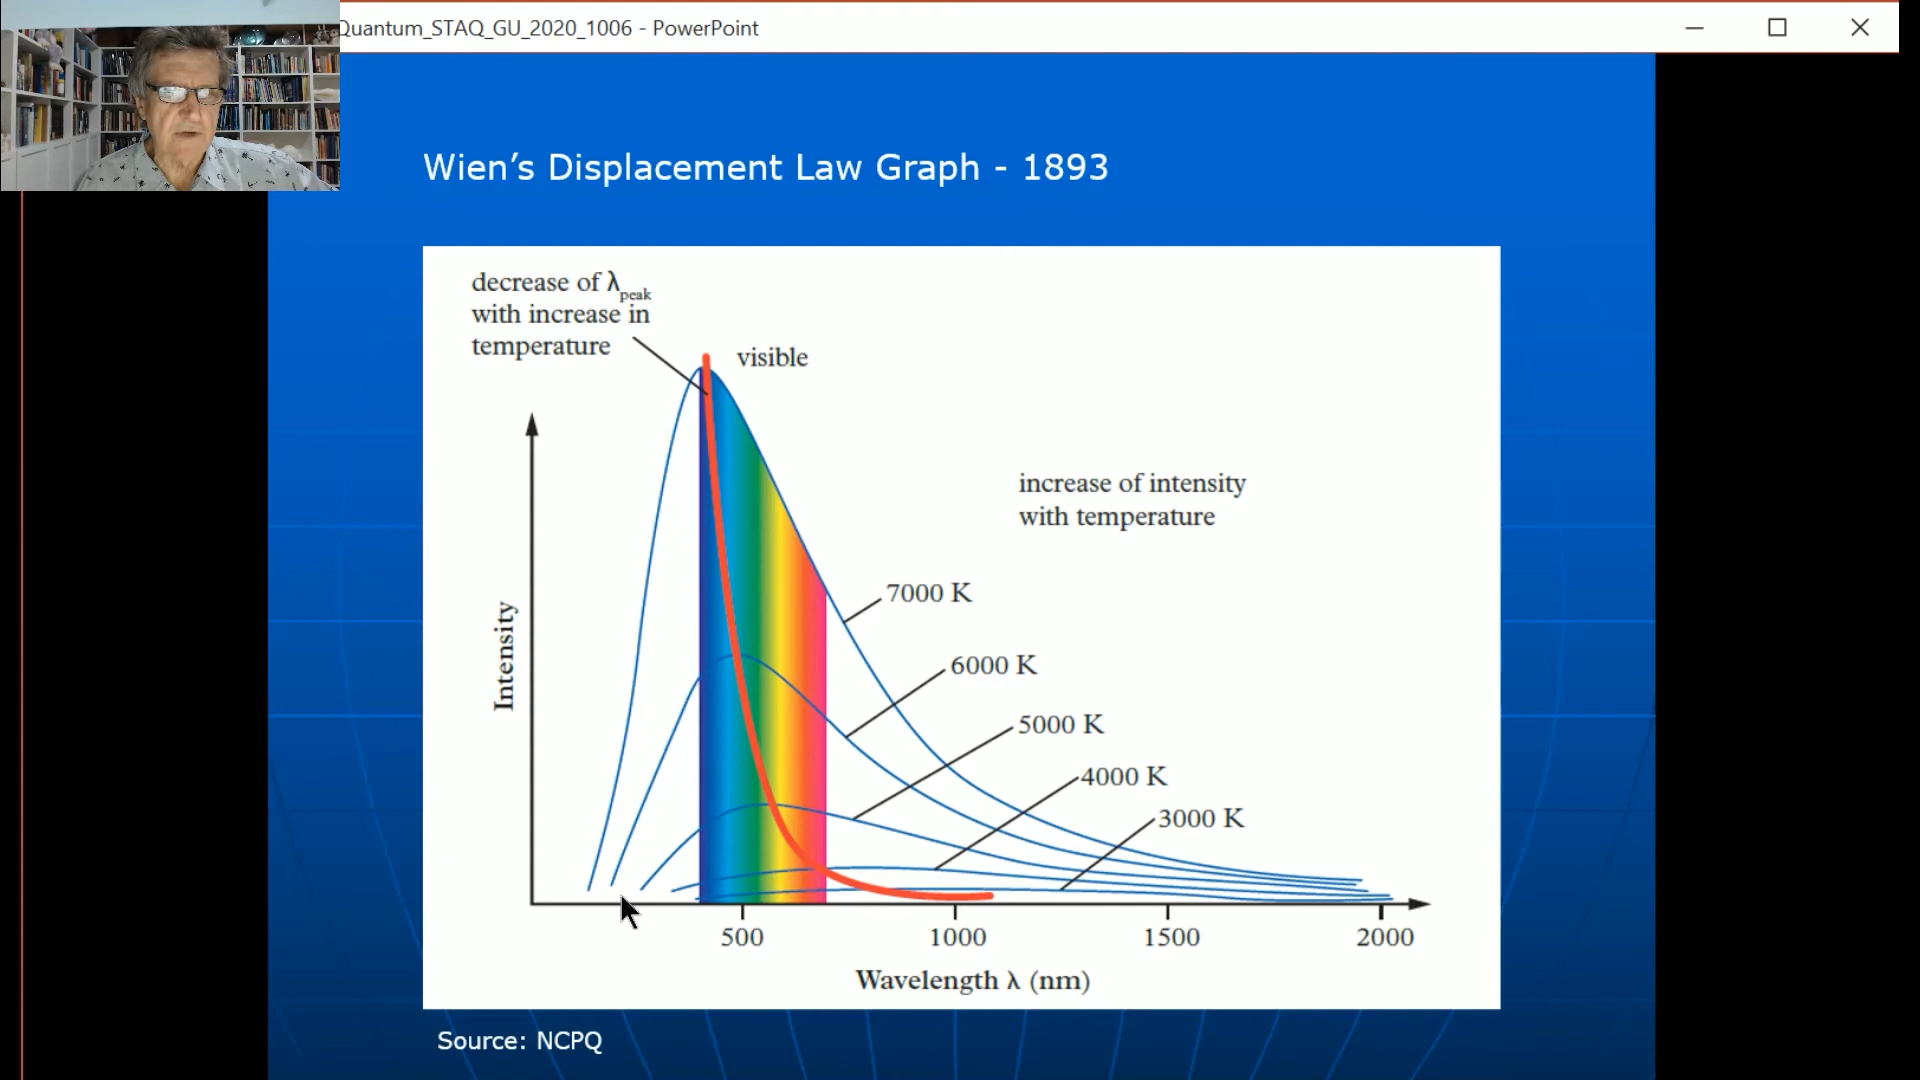 Quantum_STAQ_GU_2020_1006 - PowerPoint
Wien’s Displacement Law Graph - 1893
decrease of λpeak
with increase in
temperature
visible
increase of intensity
with temperature
7000 K
6000 K
5000 K
4000 K
3000 K
Intensity
500 1000 1500 2000
Wavelength λ (nm)
Source: NCPQ